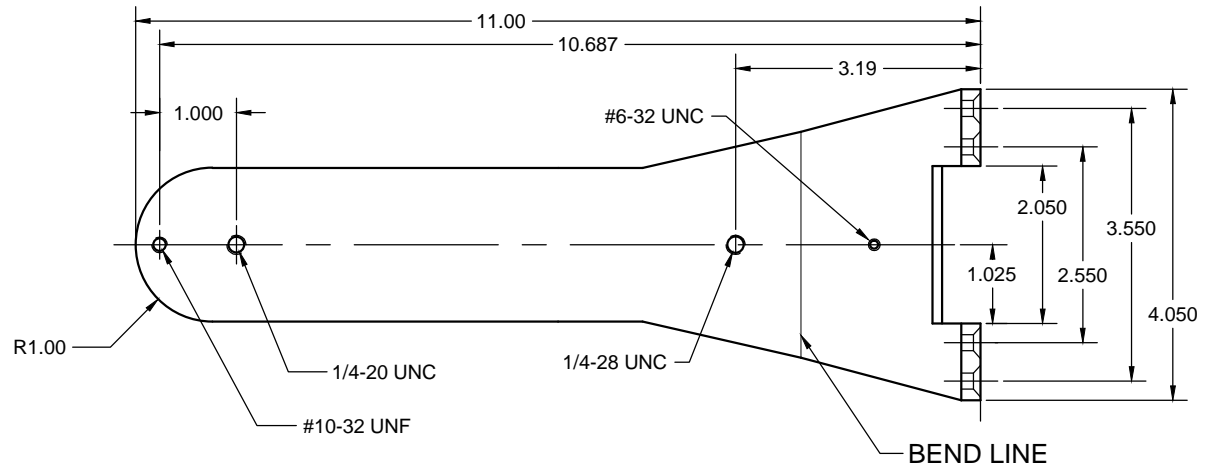 11.00
10.687
3.19
1.000
#6-32 UNC
2.050
3.550
1.025
2.550
4.050
R1.00
1/4-20 UNC
1/4-28 UNC
#10-32 UNF
BEND LINE